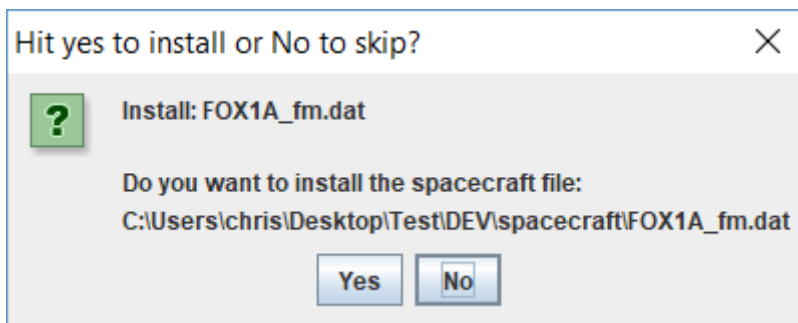 Hit yes to install or No to skip?
Install: FOX1A_fm.dat
Do you want to install the spacecraft file:
C:\Users\chris\Desktop\Test\DEV\spacecraft\FOX1A_fm.dat
Yes No